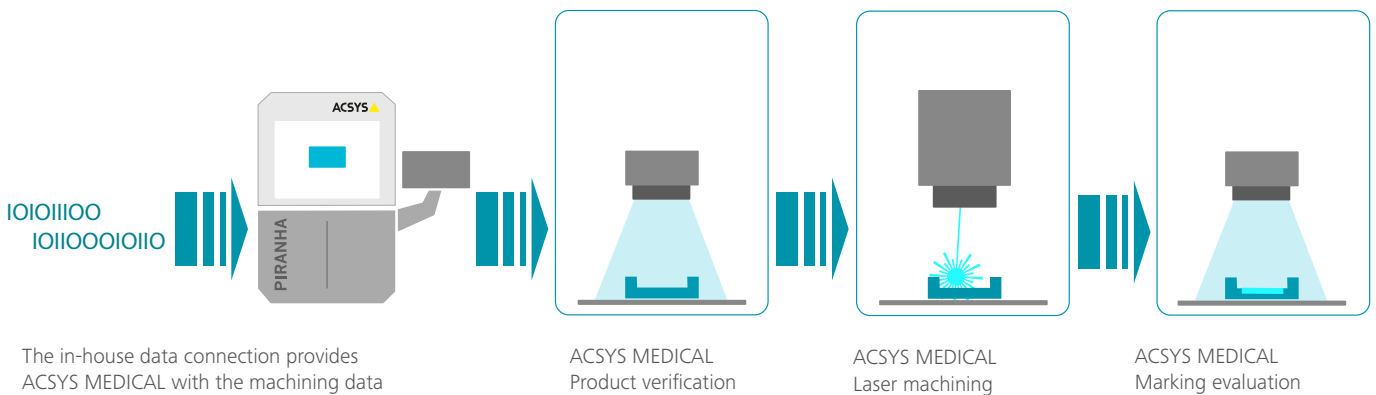 ACSYS
IOIOIIIOO
IOIIOOOIOIIO
PIRANHA
The in-house data connection provides
ACSYS MEDICAL with the machining data
ACSYS MEDICAL
Product verification
ACSYS MEDICAL
Laser machining
ACSYS MEDICAL
Marking evaluation